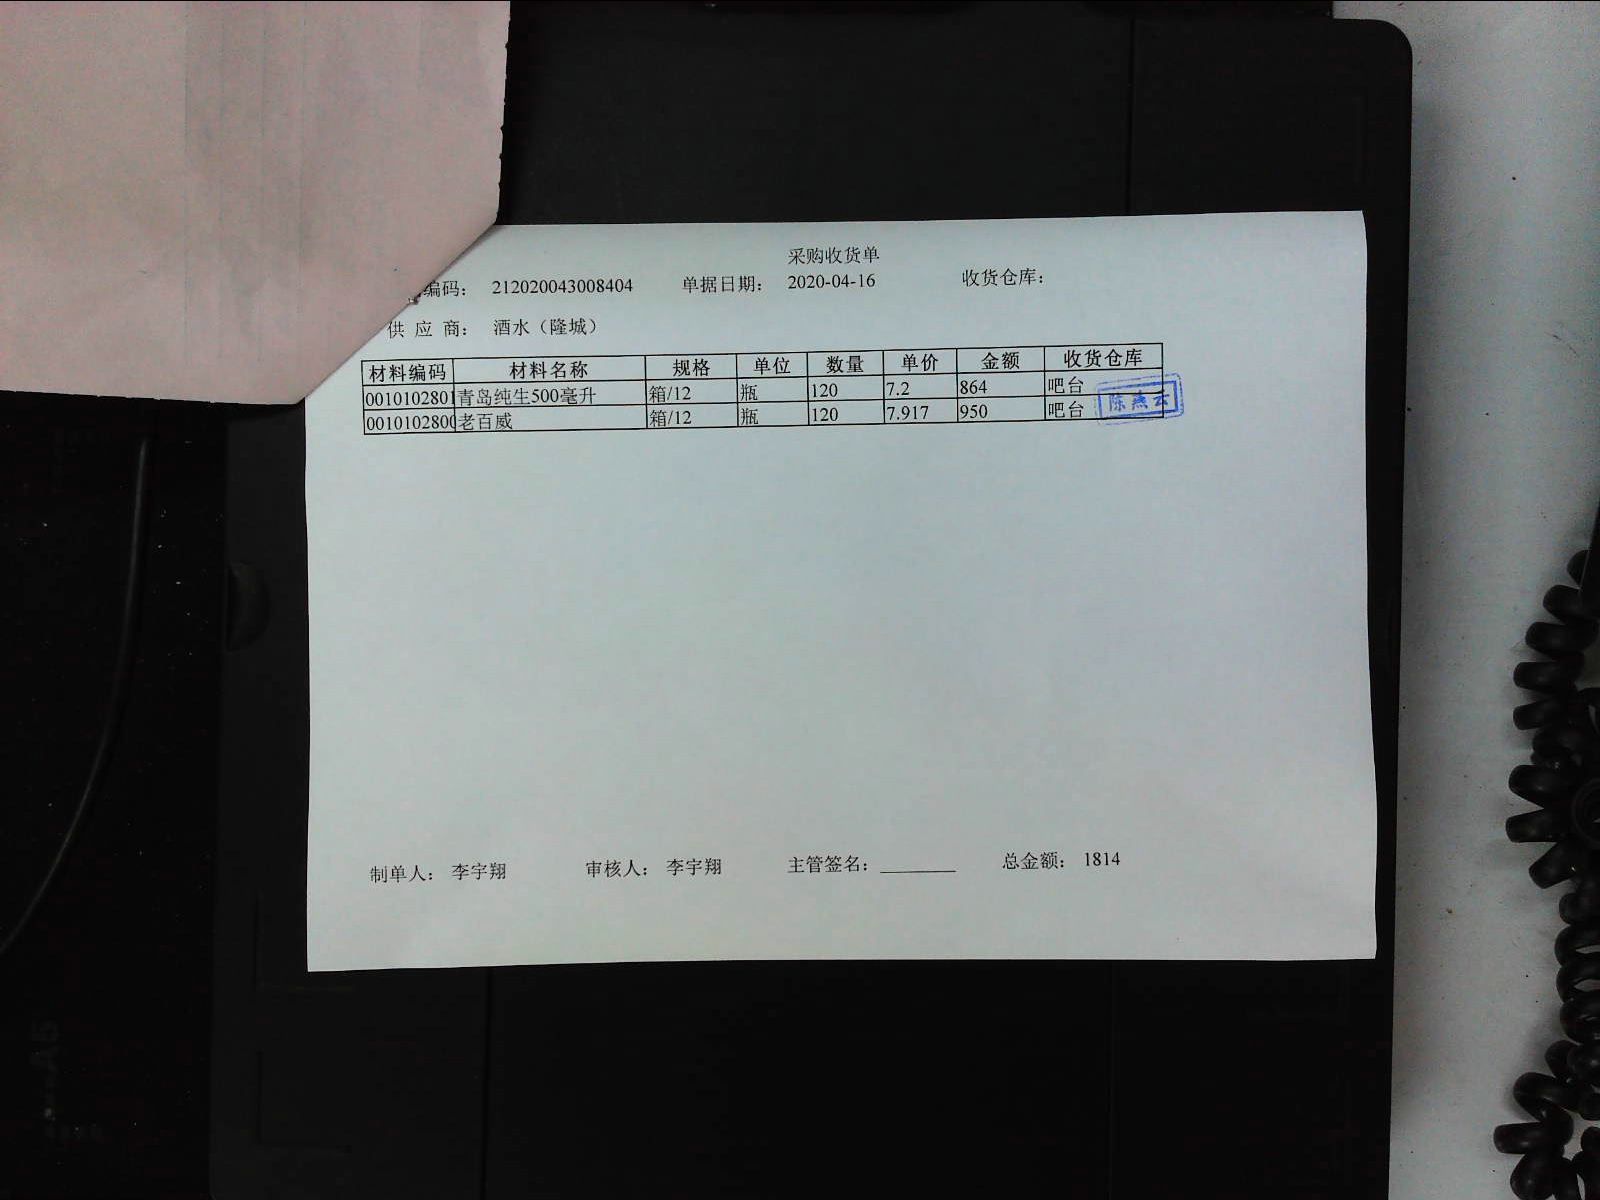 采购收货单
编码： 212020043008404 单据日期： 2020-04-16 收货仓库：
供 应 商： 酒水（隆城）
材料编码 材料名称 规格 单位 数量 单价 金额 收货仓库
0010102801 青岛纯生500毫升 箱/12 瓶 120 7.2 864 吧台
0010102800 老百威 箱/12 瓶 120 7.917 950 吧台
陈燕云
制单人： 李宇翔 审核人： 李宇翔 主管签名：________ 总金额： 1814